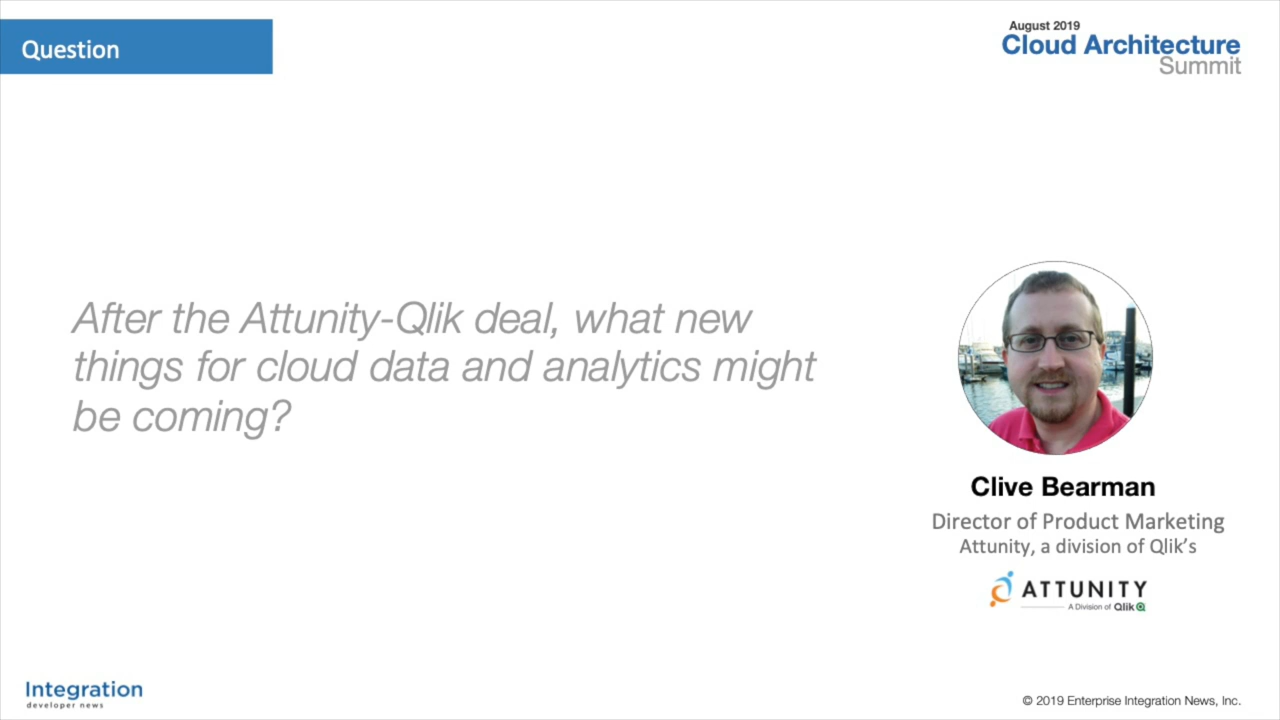 Question
August 2019
Cloud Architecture
Summit
After the Attunity-Qlik deal, what new
things for cloud data and analytics might
be coming?
Clive Bearman
Director of Product Marketing
Attunity, a division of Qlik's
ATTUNITY
A Division of Qlik
Integration
developer news
© 2019 Enterprise Integration News, Inc.